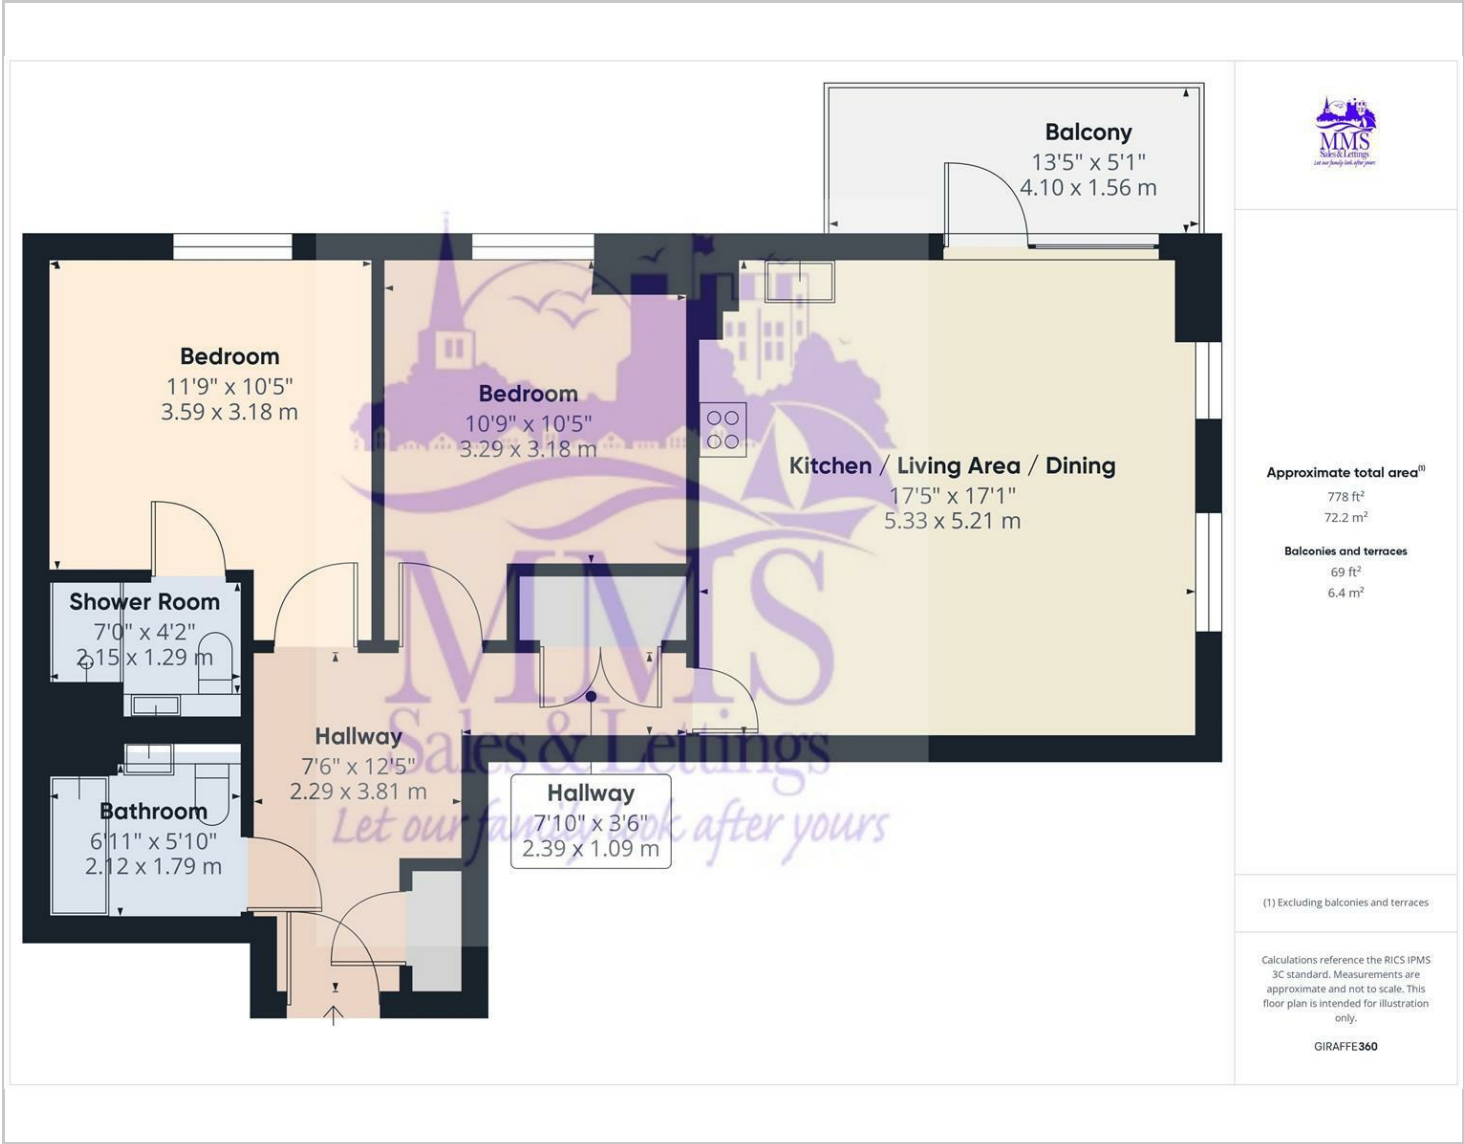 Balcony
13'5" x 5'1"
4.10 x 1.56 m
MMS
Sales & Lettings
Let our family look after yours
Bedroom
11'9" x 10'5"
3.59 x 3.18 m
Bedroom
10'9" x 10'5"
3.29 x 3.18 m
Kitchen / Living Area / Dining
17'5" x 17'1"
5.33 x 5.21 m
Shower Room
7'0" x 4'2"
2.15 x 1.29 m
MMS
Sales & Lettings
Let our family look after yours
Hallway
7'6" x 12'5"
2.29 x 3.81 m
Hallway
7'10" x 3'6"
2.39 x 1.09 m
Bathroom
6'11" x 5'10"
2.12 x 1.79 m
Approximate total area(1)
778 ft²
72.2 m²
Balconies and terraces
69 ft²
6.4 m²
(1) Excluding balconies and terraces
Calculations reference the RICS IPMS
3C standard. Measurements are
approximate and not to scale. This
floor plan is intended for illustration
only.
GIRAFFE360